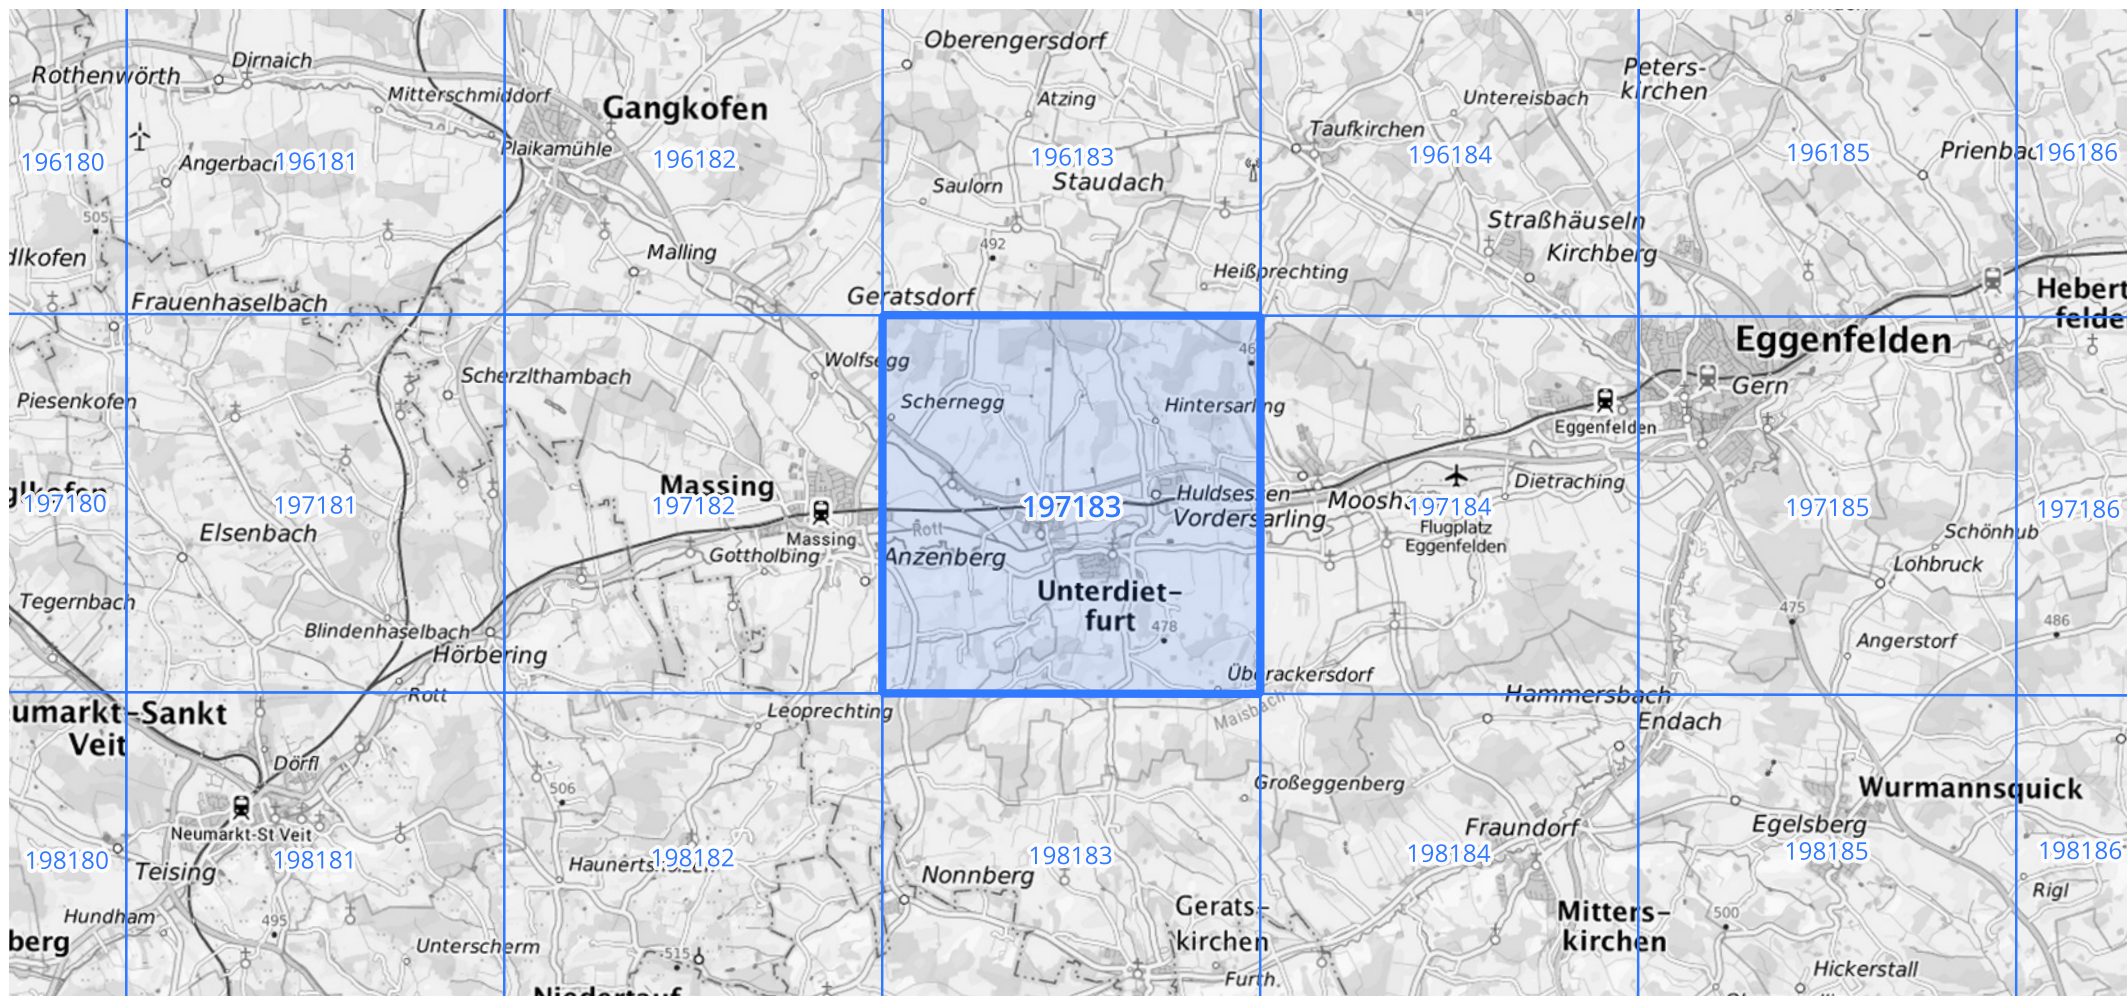 Oberengersdorf
Dirnaich
Rothenwörth
Peters-
kirchen
Mitterschmiddorf
Gangkofen
Atzing
Untereisbach
Taufkirchen
Plaikamühle
196180
Angerbach
196181
196182
196183
196184
196185
196186
Saulorn
Staudach
505
Straßhäuseln
492
Malling
Kirchberg
dlkofen
Heißprechting
Frauenhaselbach
Geratsdorf
Hebert
felde
Eggenfelden
46
Wolfsegg
Scherzlthambach
Gern
Piesenkofen
Schernegg
Hintersarling
Eggenfelden
Massing
glkofen
197180
197181
197182
197183
Huldsessen
Moosh
197184
Dietraching
197185
197186
Vordersarling
Rott
Flugplatz
Eggenfelden
Elsenbach
Massing
Gottholbing
Anzenberg
Schönhub
Lohbruck
Tegernbach
Unterdiet-
furt
478
475
486
Blindenhaselbach
Hörbering
Angerstorf
Überackersdorf
Rott
Hammersbach
Maisbach
Leoprechting
Endach
umarkt-Sankt
Veit
Dörfl
506
Großeggenberg
Wurmannsquick
Neumarkt-St Veit
Fraundorf
Egelsberg
198180
198181
198182
198183
198184
198185
198186
Teising
Nonnberg
Rigl
Hundham
495
Gerats-
kirchen
Mitters-
kirchen
500
berg
Unterscherm
515
Furth
Hickerstall